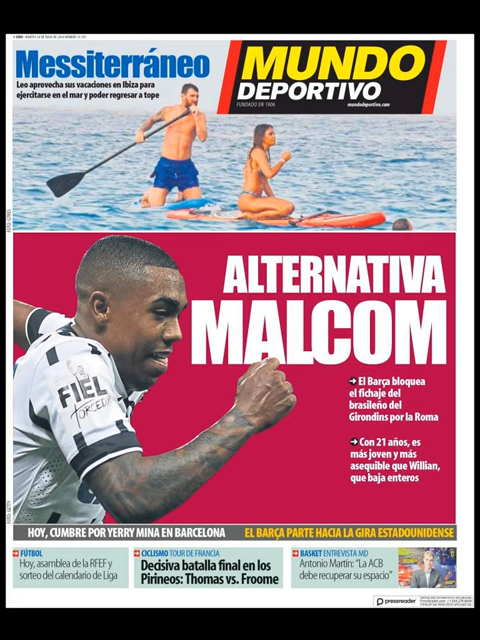 Messiterráneo
Leo aprovecha sus vacaciones en Ibiza para
ejercitarse en el mar y poder regresar a tope
MUNDO
DEPORTIVO
FUNDADO EN 1906
mundodeportivo.com
ALTERNATIVA
MALCOM
El Barça bloquea
el fichaje del
brasileño del
Girondins por la Roma
Con 21 años, es
más joven y más
asequible que Willian,
que baja enteros
FIEL
TORCEDOR
FOTO: GETTY
HOY, CUMBRE POR YERRY MINA EN BARCELONA
EL BARÇA PARTE HACIA LA GIRA ESTADOUNIDENSE
FÚTBOL
Hoy, asamblea de la RFEF y
sorteo del calendario de Liga
CICLISMO TOUR DE FRANCIA
Decisiva batalla final en los
Pirineos: Thomas vs. Froome
BASKET ENTREVISTA MD
Antonio Martín: “La ACB
debe recuperar su espacio”
pressreader